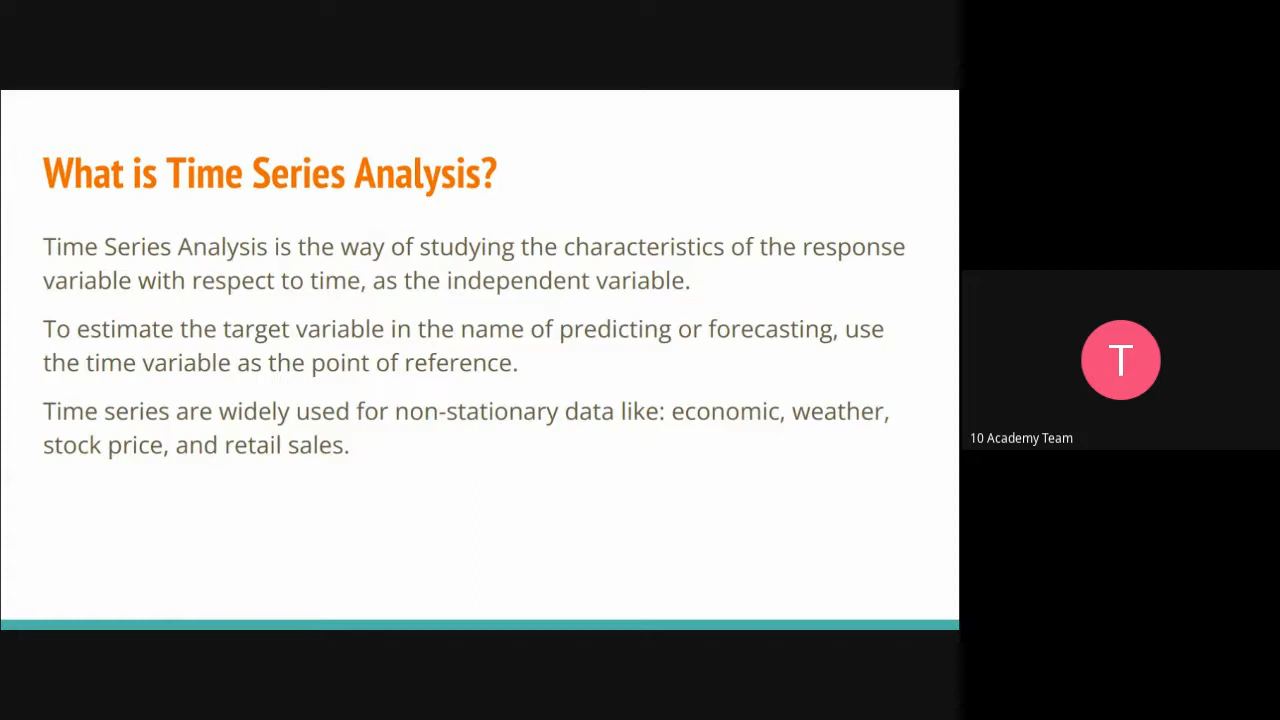 What is Time Series Analysis?
Time Series Analysis is the way of studying the characteristics of the response
variable with respect to time, as the independent variable.
To estimate the target variable in the name of predicting or forecasting, use
the time variable as the point of reference.
Time series are widely used for non-stationary data like: economic, weather,
stock price, and retail sales.
T
10 Academy Team